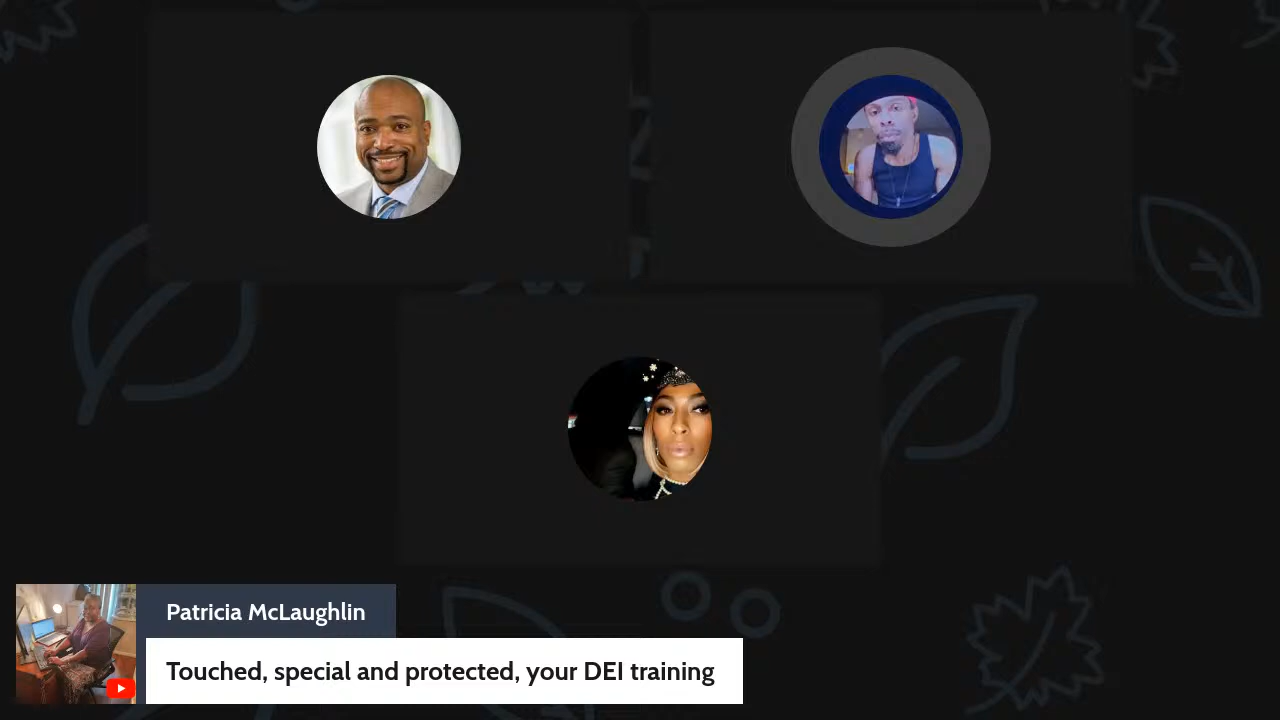 Patricia McLaughlin
Touched, special and protected, your DEI training